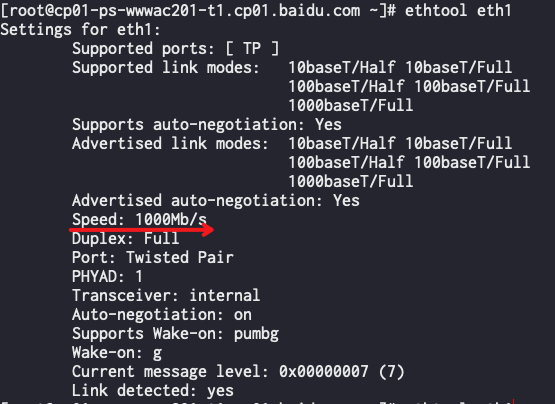 [root@cp01-ps-wwwac201-t1.cp01.baidu.com ~]# ethtool eth1
Settings for eth1:
Supported ports: [ TP ]
Supported link modes: 10baseT/Half 10baseT/Full
100baseT/Half 100baseT/Full
1000baseT/Full
Supports auto-negotiation: Yes
Advertised link modes: 10baseT/Half 10baseT/Full
100baseT/Half 100baseT/Full
1000baseT/Full
Advertised auto-negotiation: Yes
Speed: 1000Mb/s
Duplex: Full
Port: Twisted Pair
PHYAD: 1
Transceiver: internal
Auto-negotiation: on
Supports Wake-on: pumbg
Wake-on: g
Current message level: 0x00000007 (7)
Link detected: yes